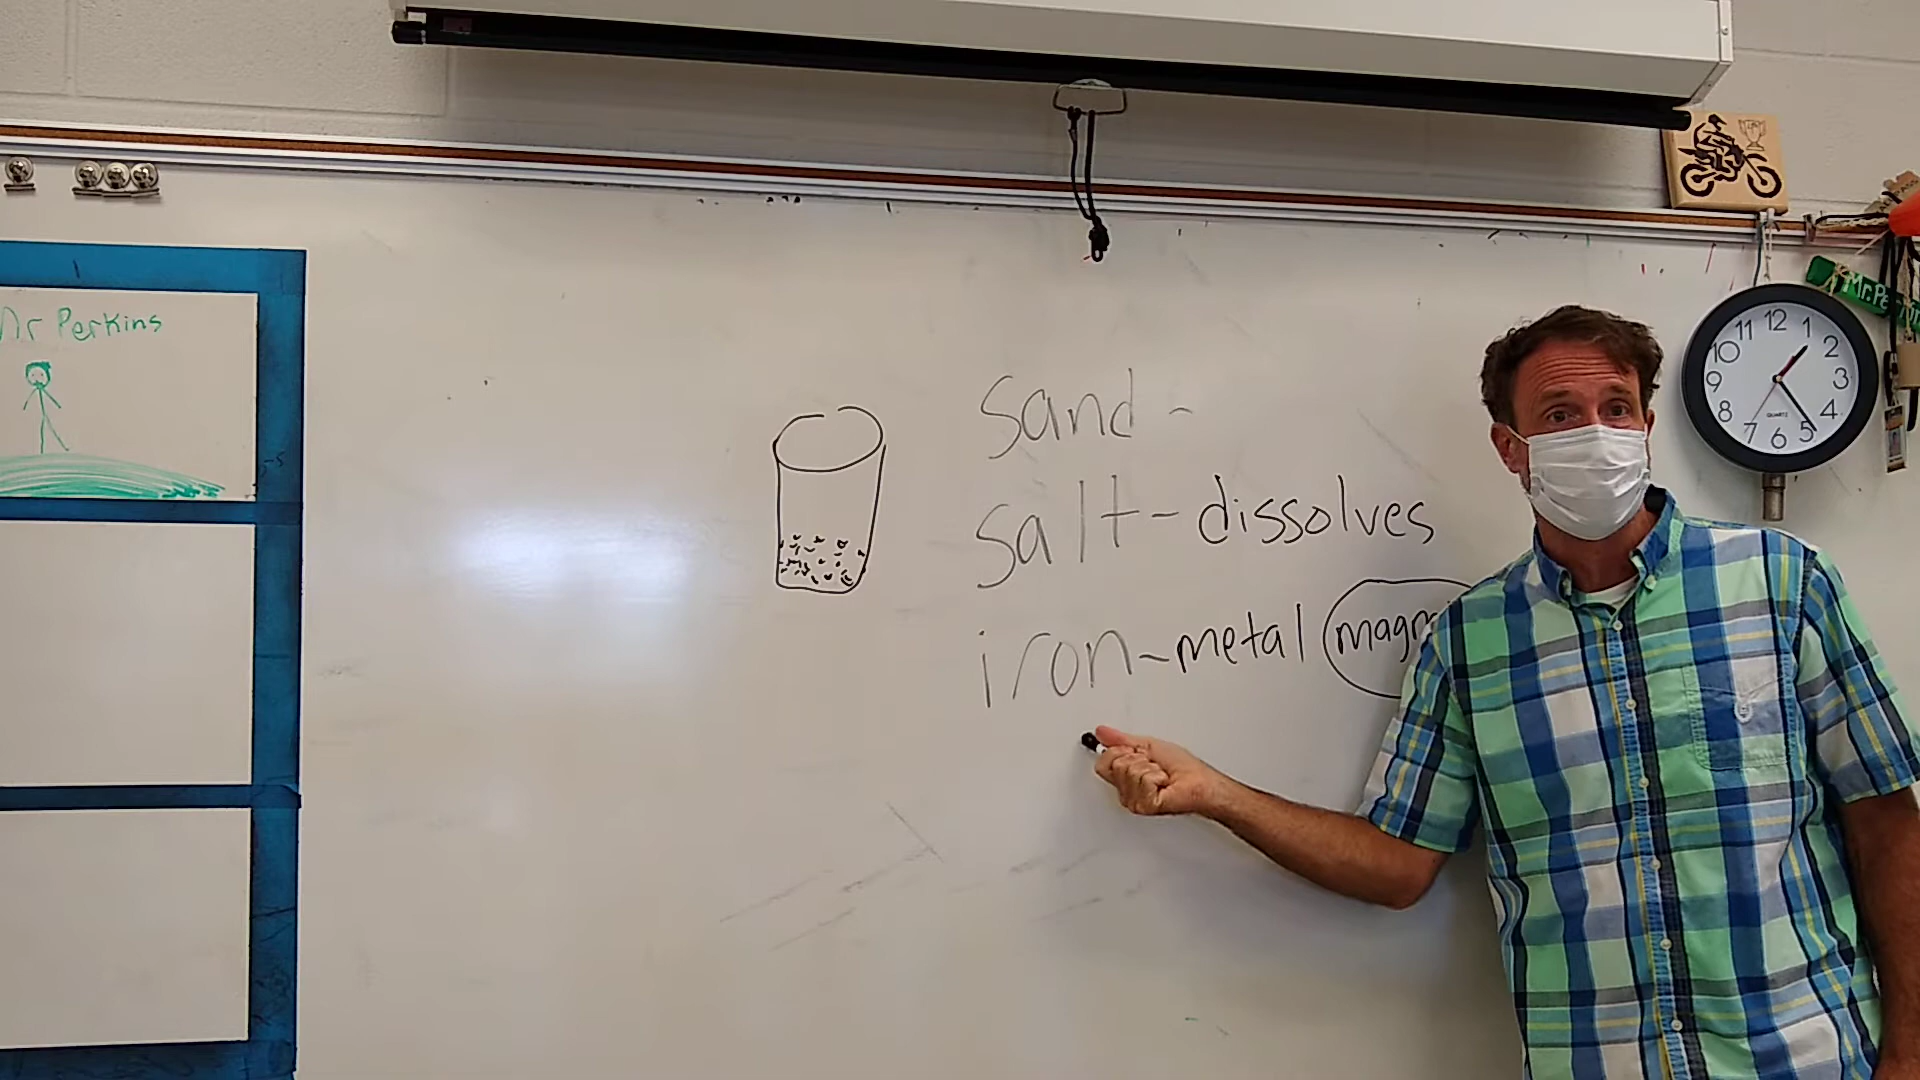 Mr Perkins
sand -
salt - dissolves
iron - metal
12
1
2
3
4
5
6
7
8
9
10
11
QUARTZ